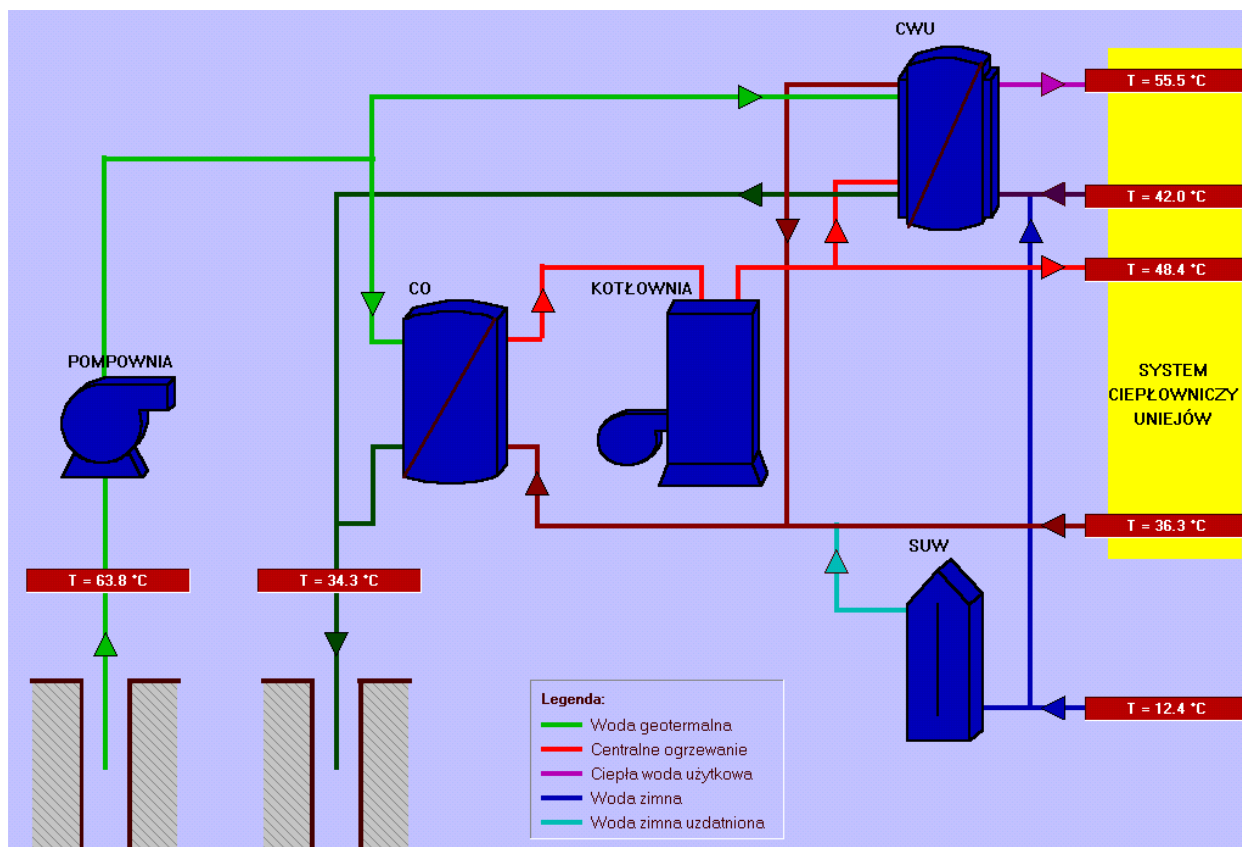 CWU
T = 55.5 °C
T = 42.0 °C
T = 48.4 °C
CO
KOTŁOWNIA
POMPOWNIA
SYSTEM
CIEPŁOWNICZY
UNIEJÓW
T = 36.3 °C
SUW
T = 63.8 °C
T = 34.3 °C
T = 12.4 °C
Legenda:
Woda geotermalna
Centralne ogrzewanie
Ciepła woda użytkowa
Woda zimna
Woda zimna uzdatniona